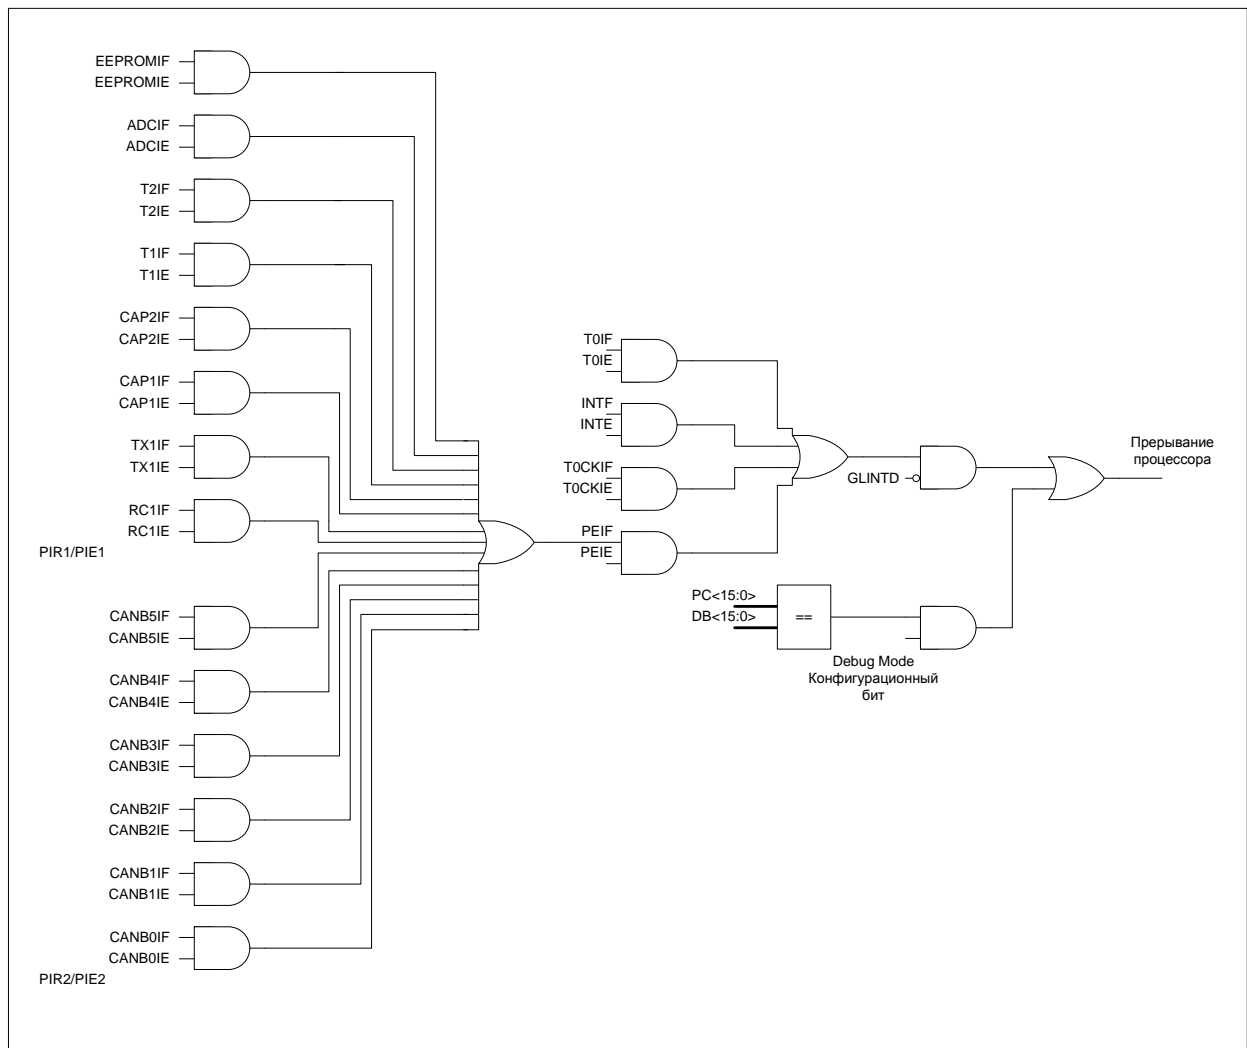 EEPROMIF
EEPROMIE
ADCIF
ADCIE
T2IF
T2IE
T1IF
T1IE
CAP2IF
CAP2IE
CAP1IF
CAP1IE
TX1IF
TX1IE
RC1IF
RC1IE
PIR1/PIE1
CANB5IF
CANB5IE
CANB4IF
CANB4IE
CANB3IF
CANB3IE
CANB2IF
CANB2IE
CANB1IF
CANB1IE
CANB0IF
CANB0IE
PIR2/PIE2
T0IF
T0IE
INTF
INTE
T0CKIF
T0CKIE
PEIF
PEIE
GLINTD
PC<15:0>
DB<15:0>
==
Debug Mode
Конфигурационный
бит
Прерывание
процессора